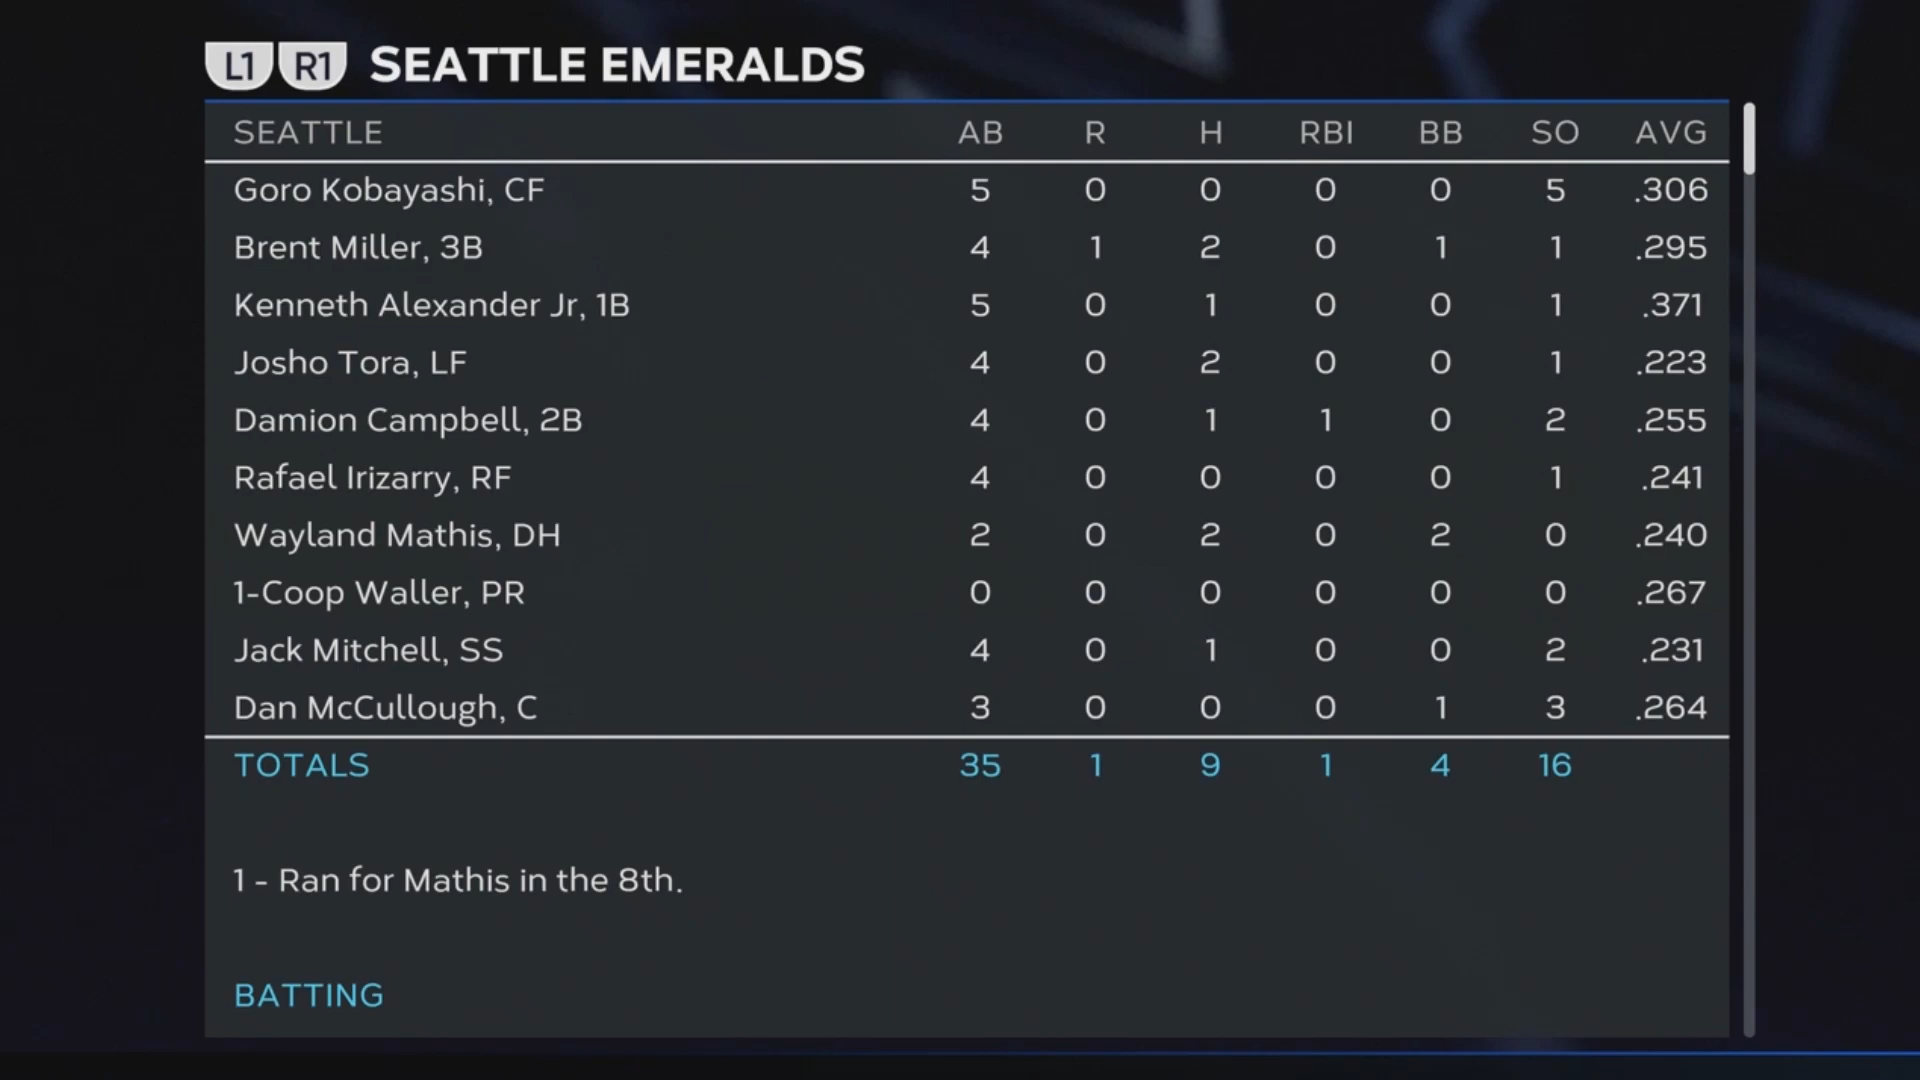 L1 R1 SEATTLE EMERALDS
SEATTLE AB R H RBI BB SO AVG
Goro Kobayashi, CF 5 0 0 0 0 5 .306
Brent Miller, 3B 4 1 2 0 1 1 .295
Kenneth Alexander Jr, 1B 5 0 1 0 0 1 .371
Josho Tora, LF 4 0 2 0 0 1 .223
Damion Campbell, 2B 4 0 1 1 0 2 .255
Rafael Irizarry, RF 4 0 0 0 0 1 .241
Wayland Mathis, DH 2 0 2 0 2 0 .240
1-Coop Waller, PR 0 0 0 0 0 0 .267
Jack Mitchell, SS 4 0 1 0 0 2 .231
Dan McCullough, C 3 0 0 0 1 3 .264
TOTALS 35 1 9 1 4 16
1 - Ran for Mathis in the 8th.
BATTING